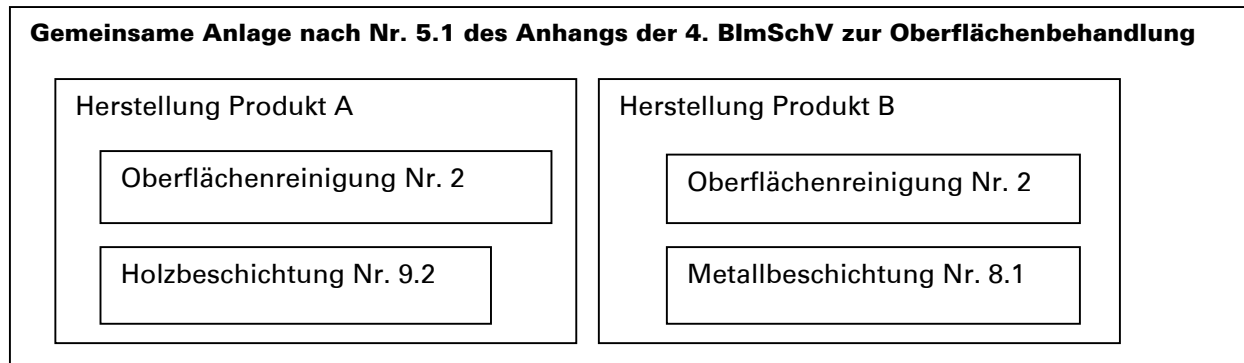 Gemeinsame Anlage nach Nr. 5.1 des Anhangs der 4. BImSchV zur Oberflächenbehandlung
Herstellung Produkt A
Oberflächenreinigung Nr. 2
Holzbeschichtung Nr. 9.2
Herstellung Produkt B
Oberflächenreinigung Nr. 2
Metallbeschichtung Nr. 8.1